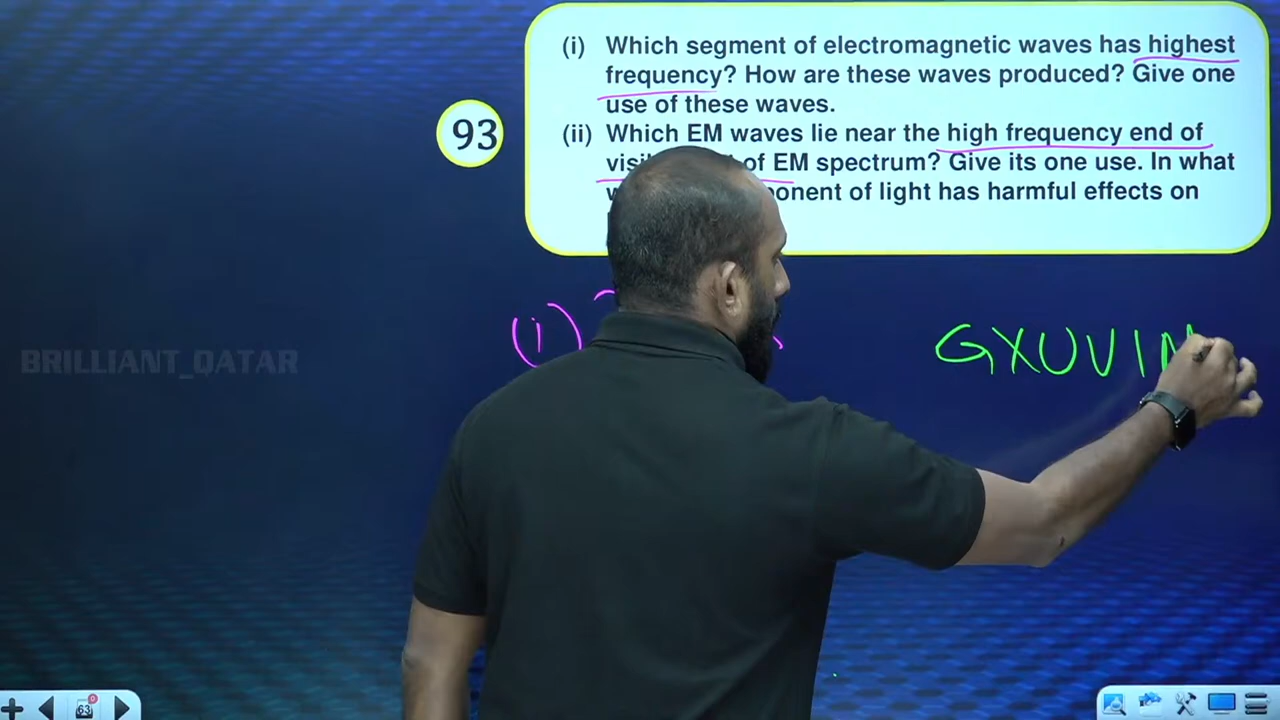 (i) Which segment of electromagnetic waves has highest
frequency? How are these waves produced? Give one
use of these waves.
93
(ii) Which EM waves lie near the high frequency end of
of EM spectrum? Give its one use. In what
of light has harmful effects on
(i)
GXUVI
BRILLIANT_QATAR
63